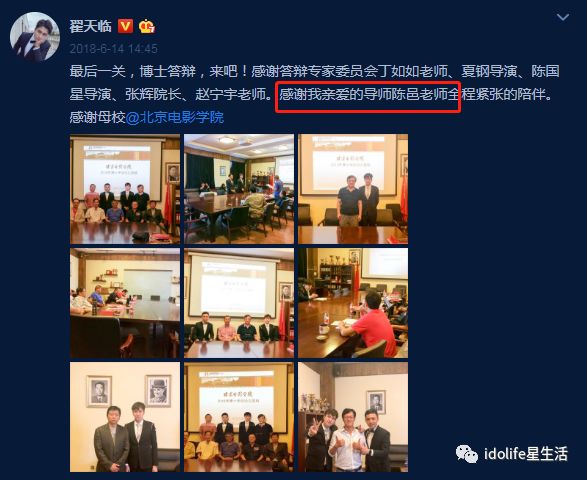 翟天临
2018-6-14 14:45
最后一关，博士答辩，来吧！感谢答辩专家委员会丁如如老师、夏钢导演、陈国
星导演、张辉院长、赵宁宇老师。感谢我亲爱的导师陈邑老师全程紧张的陪伴。
感谢母校@北京电影学院
idolife星生活